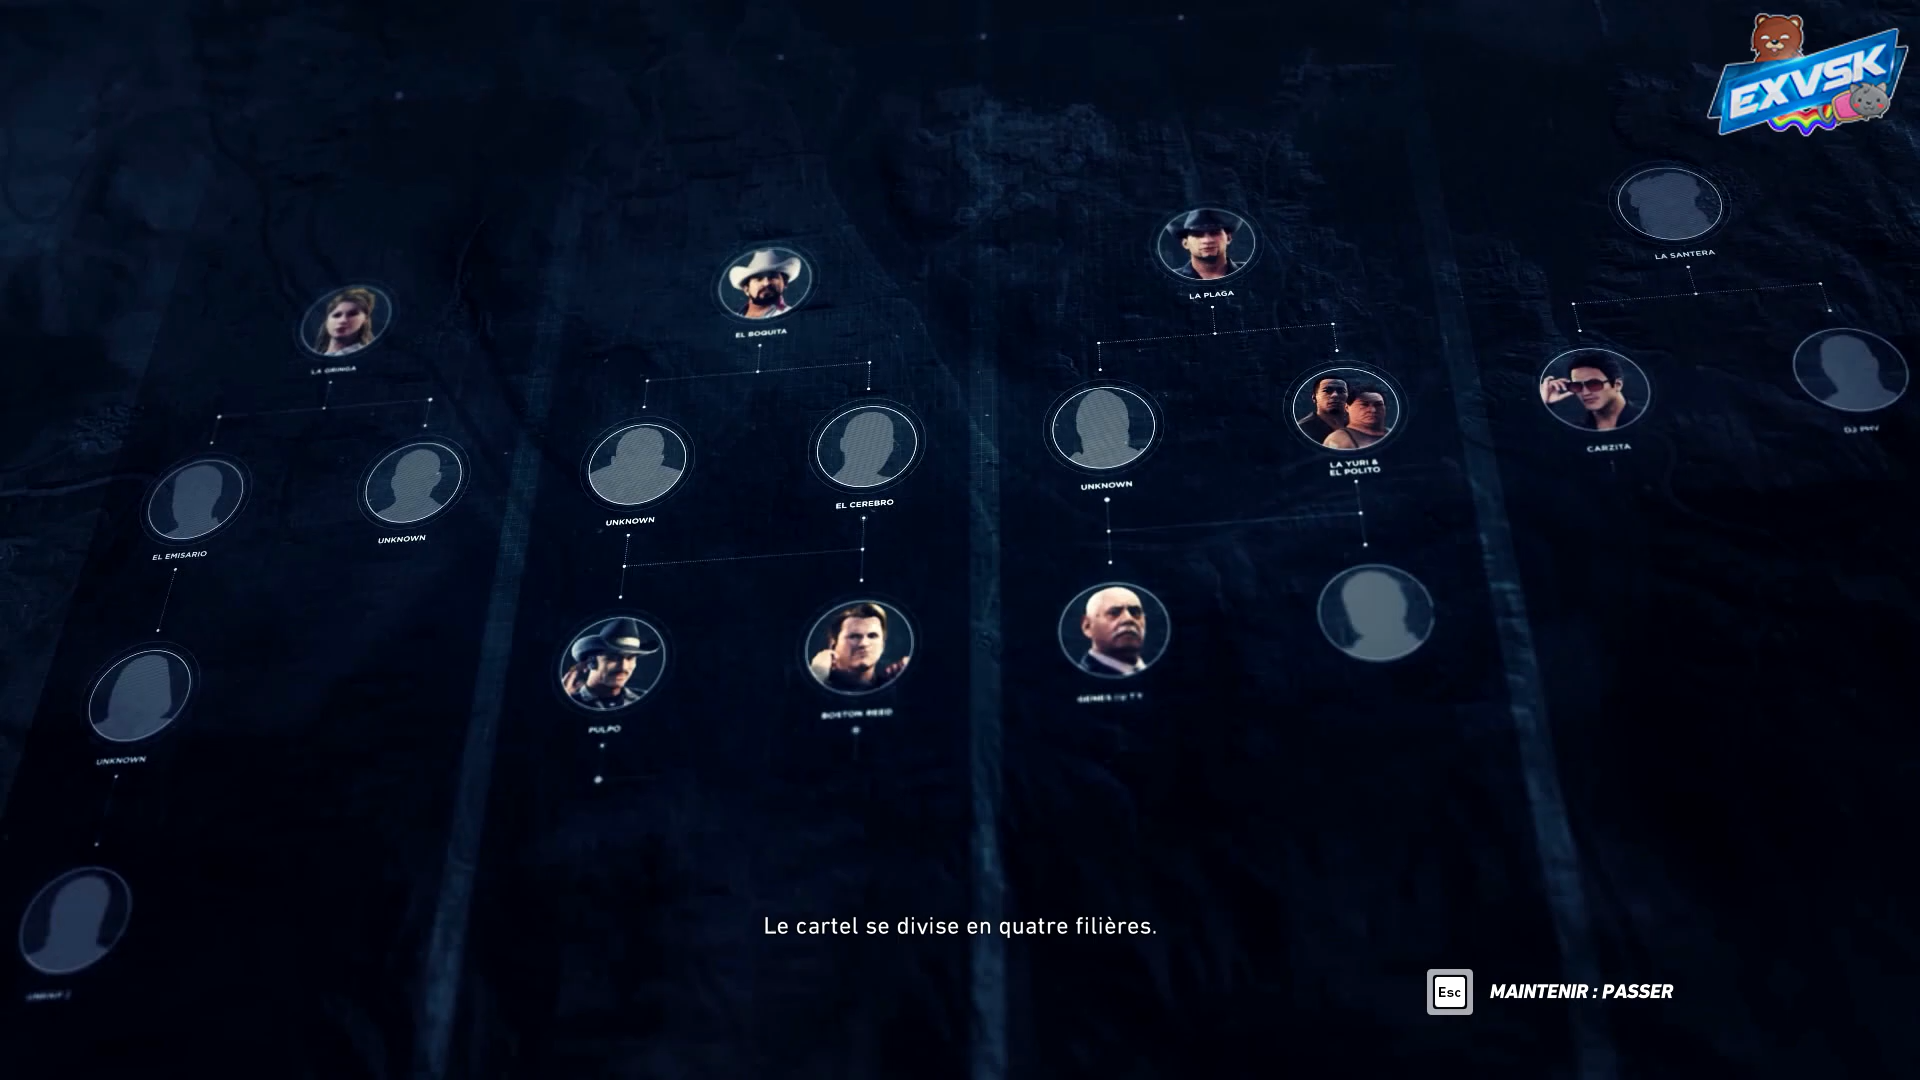 EXVSK
LA SANTERA
LA PLAGA
EL BOQUITA
LA GRINGA
DJ PHV
CARZITA
LA YURI &
EL POLITO
UNKNOWN
EL CEREBRO
UNKNOWN
UNKNOWN
EL EMISARIO
BOSTON REED
PULPO
UNKNOWN
Le cartel se divise en quatre filières.
Esc
MAINTENIR : PASSER